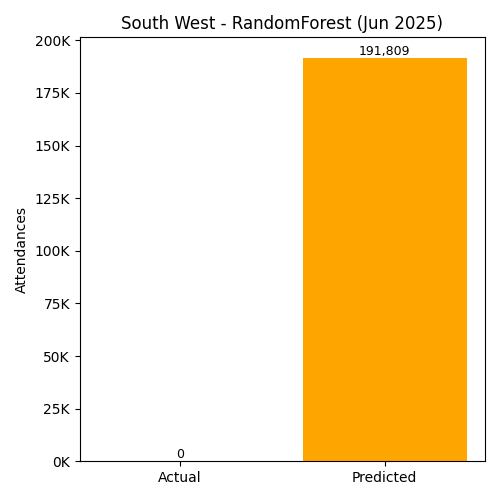 South West - RandomForest (Jun 2025)
200K
175K
150K
125K
100K
75K
50K
25K
0K
Attendances
0
191,809
Actual
Predicted